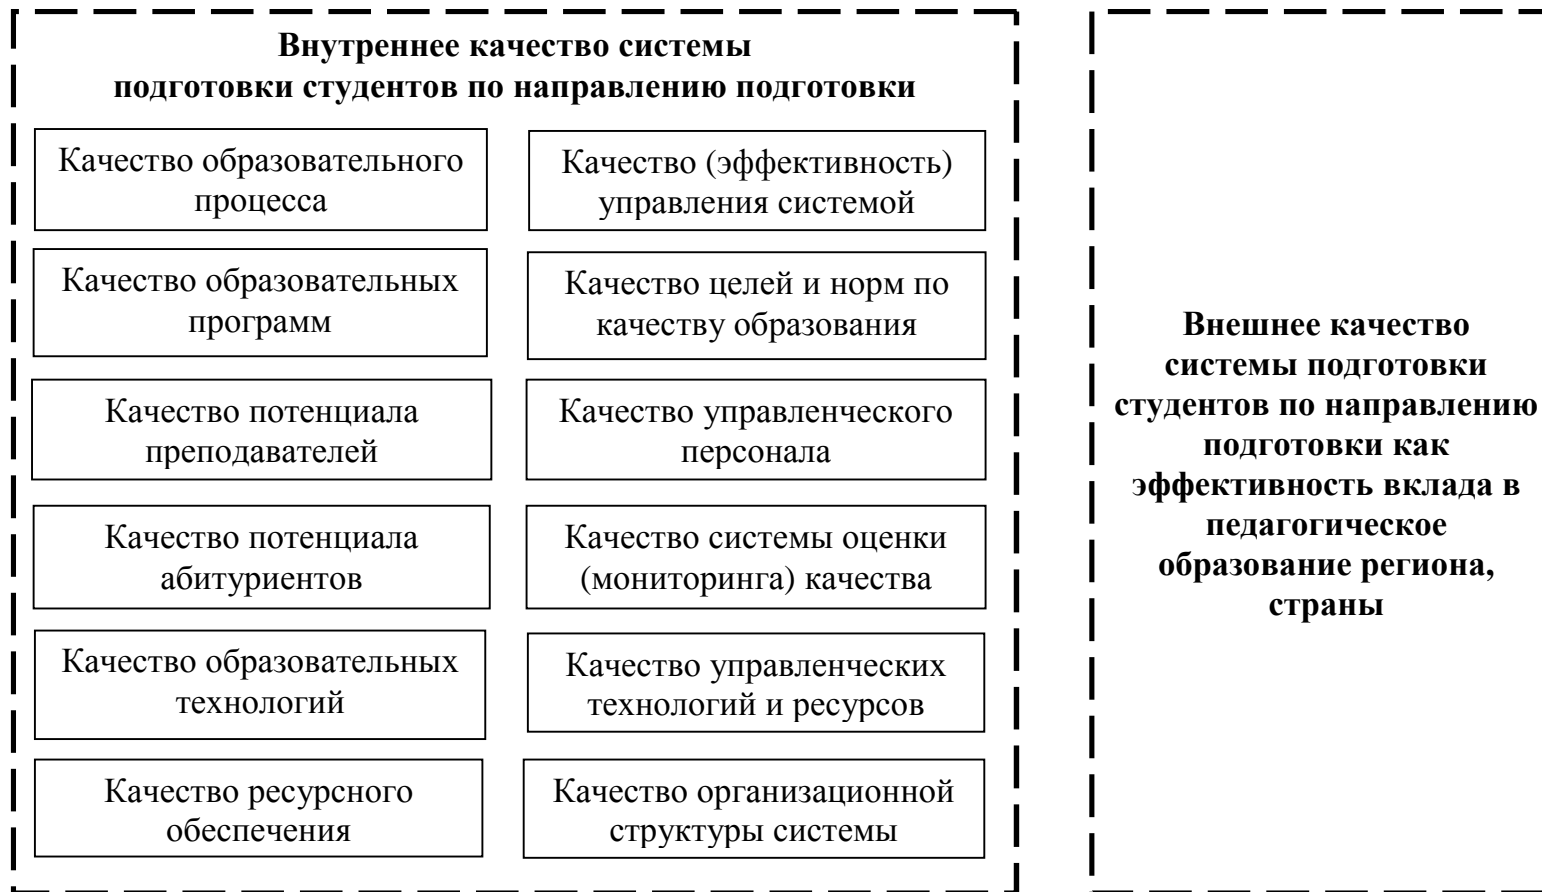 Внутреннее качество системы
подготовки студентов по направлению подготовки
Качество образовательного
процесса
Качество (эффективность)
управления системой
Качество образовательных
программ
Качество целей и норм по
качеству образования
Качество потенциала
преподавателей
Качество управленческого
персонала
Качество потенциала
абитуриентов
Качество системы оценки
(мониторинга) качества
Качество образовательных
технологий
Качество управленческих
технологий и ресурсов
Качество ресурсного
обеспечения
Качество организационной
структуры системы
Внешнее качество
системы подготовки
студентов по направлению
подготовки как
эффективность вклада в
педагогическое
образование региона,
страны